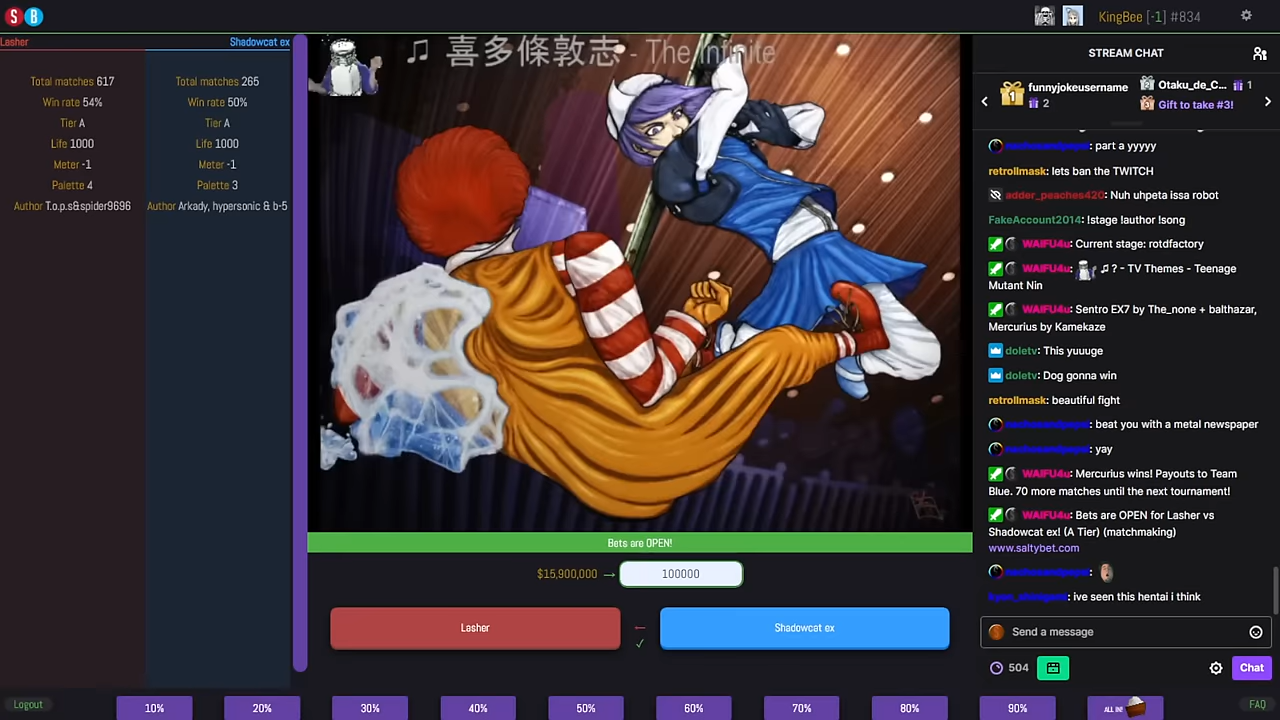 S B
KingBee [-1] #834
Lasher
Shadowcat ex
Total matches 617
Total matches 265
Win rate 54%
Win rate 50%
Tier A
Tier A
Life 1000
Life 1000
Meter -1
Meter -1
Palette 4
Palette 3
Author T.o.p.s&spider9696
Author Arkady, hypersonic & b-5
♫ 喜多條敦志 - The Infinite
Bets are OPEN!
$15,900,000 →
100000
Lasher
←
✓
Shadowcat ex
STREAM CHAT
1
funnyjokeusername
2
2
Otaku_de_C...
1
3
Gift to take #3!
: part a yyyyy
retrollmask: lets ban the TWITCH
adder_peaches420: Nuh uhpeta issa robot
FakeAccount2014: !stage !author !song
WAIFU4u: Current stage: rotdfactory
WAIFU4u: ♫ ? - TV Themes - Teenage
Mutant Nin
WAIFU4u: Sentro EX7 by The_none + balthazar,
Mercurius by Kamekaze
doletv: This yuuuge
doletv: Dog gonna win
retrollmask: beautiful fight
: beat you with a metal newspaper
: yay
WAIFU4u: Mercurius wins! Payouts to Team
Blue. 70 more matches until the next tournament!
WAIFU4u: Bets are OPEN for Lasher vs
Shadowcat ex! (A Tier) (matchmaking)
www.saltybet.com
:
: ive seen this hentai i think
Send a message
504
Chat
Logout
10%
20%
30%
40%
50%
60%
70%
80%
90%
ALL IN!
FAQ